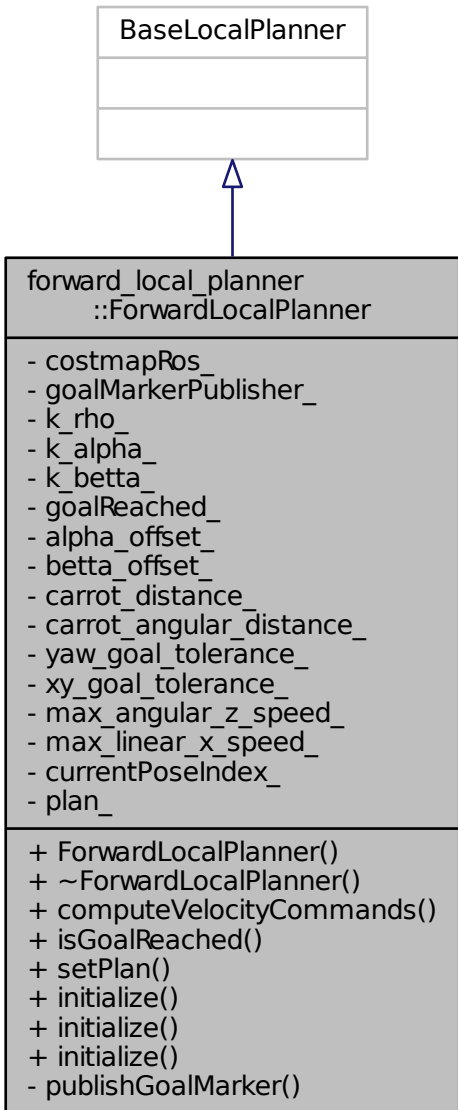 BaseLocalPlanner
forward_local_planner
::ForwardLocalPlanner
- costmapRos_
- goalMarkerPublisher_
- k_rho_
- k_alpha_
- k_betta_
- goalReached_
- alpha_offset_
- betta_offset_
- carrot_distance_
- carrot_angular_distance_
- yaw_goal_tolerance_
- xy_goal_tolerance_
- max_angular_z_speed_
- max_linear_x_speed_
- currentPoseIndex_
- plan_
+ ForwardLocalPlanner()
+ ~ForwardLocalPlanner()
+ computeVelocityCommands()
+ isGoalReached()
+ setPlan()
+ initialize()
+ initialize()
+ initialize()
- publishGoalMarker()